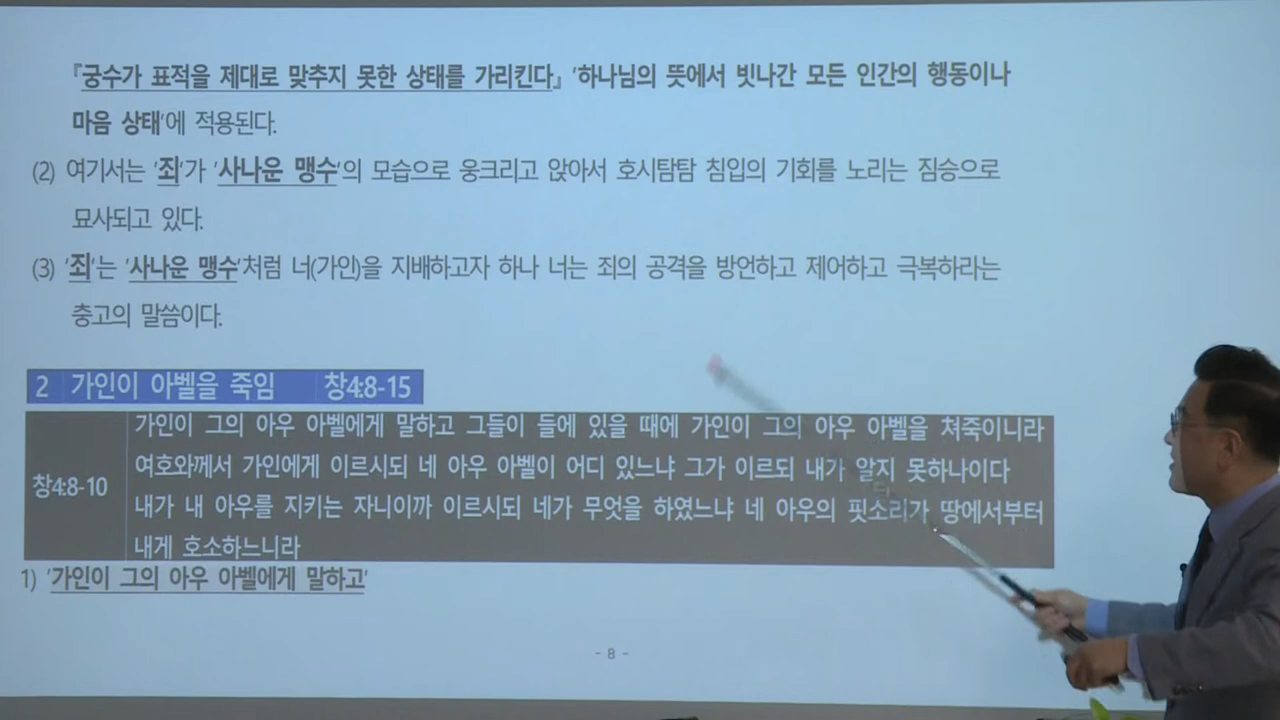 『궁수가 표적을 제대로 맞추지 못한 상태를 가리킨다』 '하나님의 뜻에서 빗나간 모든 인간의 행동이나
마음 상태'에 적용된다.
(2) 여기서는 '죄'가 '사나운 맹수'의 모습으로 웅크리고 앉아서 호시탐탐 침입의 기회를 노리는 짐승으로
묘사되고 있다.
(3) '죄'는 '사나운 맹수'처럼 너(가인)을 지배하고자 하나 너는 죄의 공격을 방언하고 제어하고 극복하라는
충고의 말씀이다.
2 가인이 아벨을 죽임 창4:8-15
창4:8-10
가인이 그의 아우 아벨에게 말하고 그들이 들에 있을 때에 가인이 그의 아우 아벨을 쳐죽이니라
여호와께서 가인에게 이르시되 네 아우 아벨이 어디 있느냐 그가 이르되 내가 알지 못하나이다
내가 내 아우를 지키는 자니이까 이르시되 네가 무엇을 하였느냐 네 아우의 핏소리가 땅에서부터
내게 호소하느니라
1) '가인이 그의 아우 아벨에게 말하고'
- 8 -